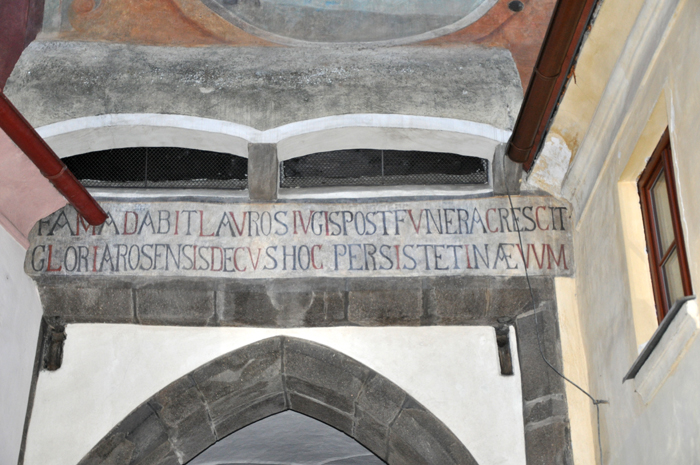 FAMA DABIT LAVROS IVGIS POST FVNERA CRESCIT
GLORIA ROSENSIS DECVS HOC PERSISTET IN ÆVVM